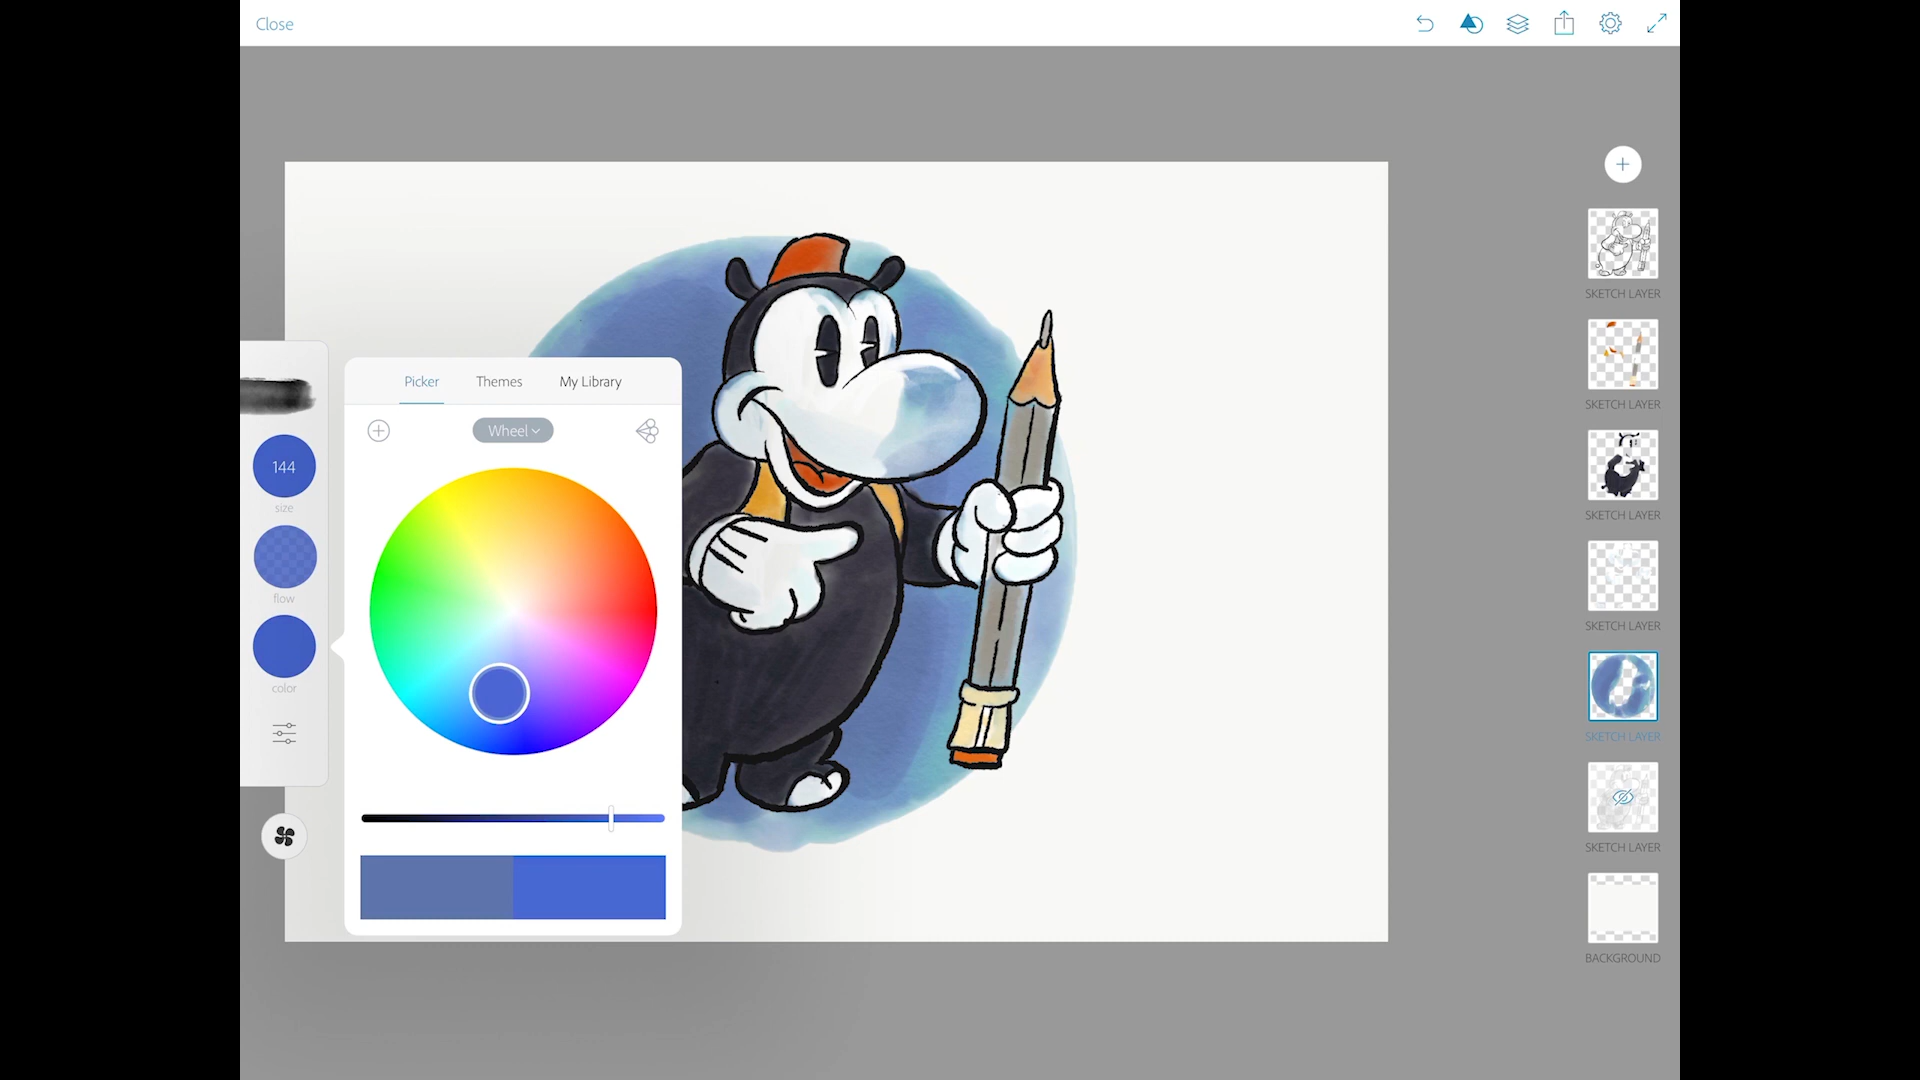 Close
Picker
Themes
My Library
Wheel
144
size
flow
color
SKETCH LAYER
SKETCH LAYER
SKETCH LAYER
SKETCH LAYER
SKETCH LAYER
SKETCH LAYER
BACKGROUND